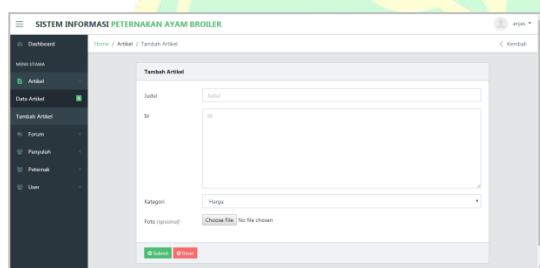 SISTEM INFORMASI PETERNAKAN AYAM BROILER
anjas
Dashboard
Home / Artikel / Tambah Artikel
Kembali
MENU UTAMA
Artikel
Data Artikel
Tambah Artikel
Forum
Penyuluh
Peternak
User
Tambah Artikel
Judul
Judul
Isi
Isi
Kategori
Harga
Foto (opsional)
Choose File No file chosen
Submit
Reset